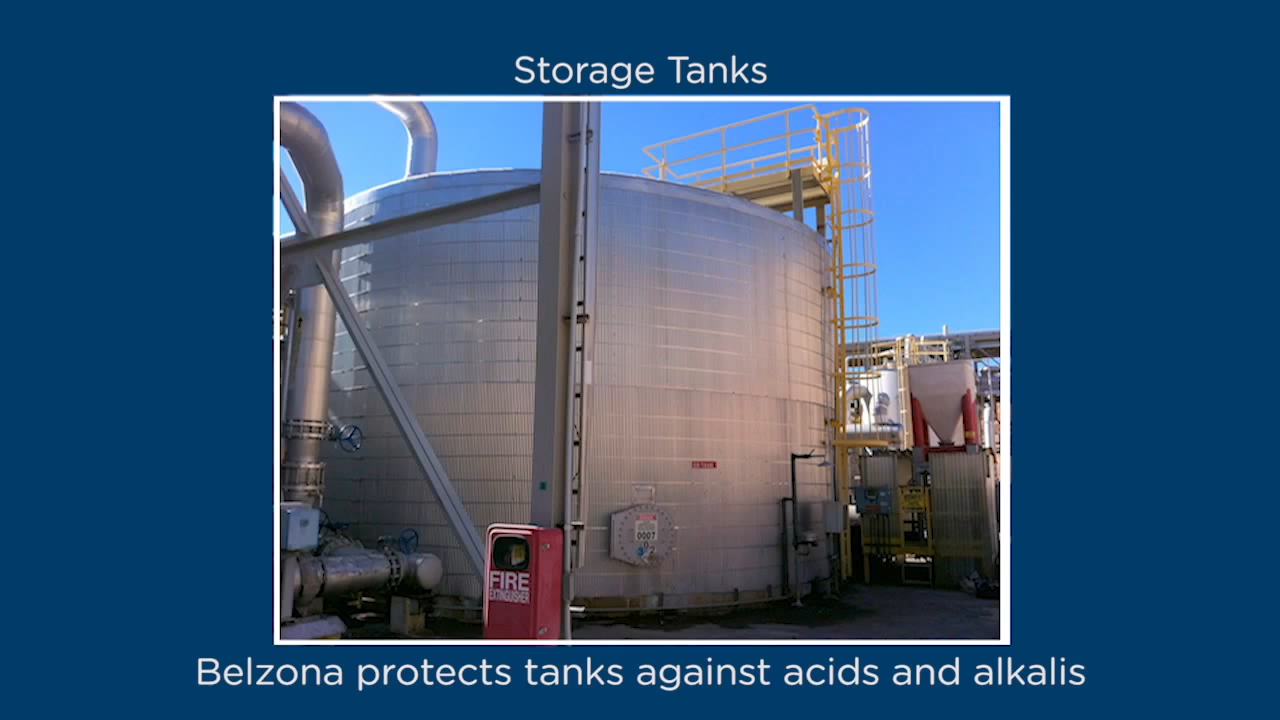 Storage Tanks
0007
FIRE
EXTINGUISHER
Belzona protects tanks against acids and alkalis